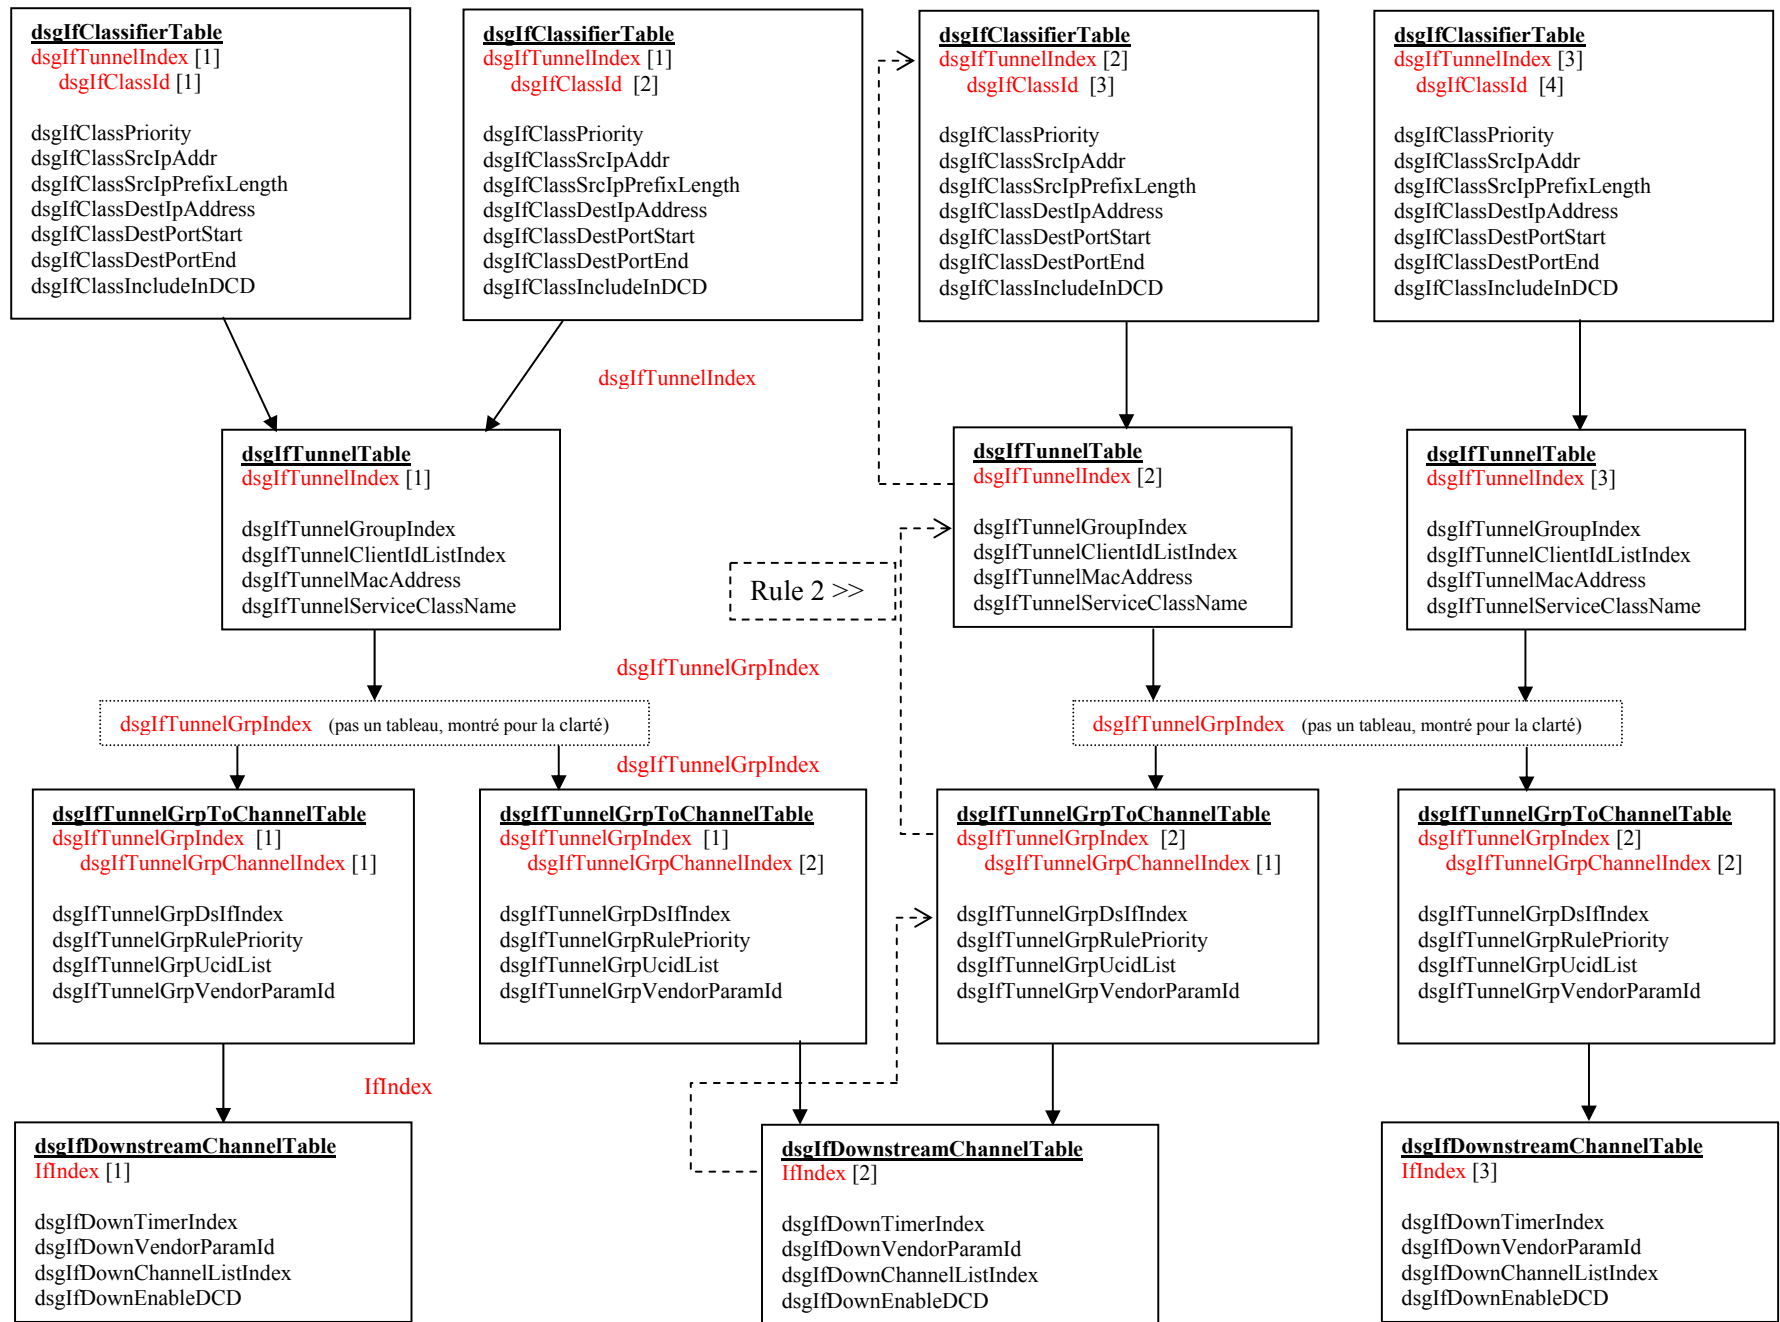 dsgIfClassifierTable
dsgIfTunnelIndex [1]
dsgIfClassId [1]
dsgIfClassPriority
dsgIfClassSrcIpAddr
dsgIfClassSrcIpPrefixLength
dsgIfClassDestIpAddress
dsgIfClassDestPortStart
dsgIfClassDestPortEnd
dsgIfClassIncludeInDCD
dsgIfClassifierTable
dsgIfTunnelIndex [1]
dsgIfClassId [2]
dsgIfClassPriority
dsgIfClassSrcIpAddr
dsgIfClassSrcIpPrefixLength
dsgIfClassDestIpAddress
dsgIfClassDestPortStart
dsgIfClassDestPortEnd
dsgIfClassIncludeInDCD
dsgIfClassifierTable
dsgIfTunnelIndex [2]
dsgIfClassId [3]
dsgIfClassPriority
dsgIfClassSrcIpAddr
dsgIfClassSrcIpPrefixLength
dsgIfClassDestIpAddress
dsgIfClassDestPortStart
dsgIfClassDestPortEnd
dsgIfClassIncludeInDCD
dsgIfClassifierTable
dsgIfTunnelIndex [3]
dsgIfClassId [4]
dsgIfClassPriority
dsgIfClassSrcIpAddr
dsgIfClassSrcIpPrefixLength
dsgIfClassDestIpAddress
dsgIfClassDestPortStart
dsgIfClassDestPortEnd
dsgIfClassIncludeInDCD
dsgIfTunnelIndex
dsgIfTunnelTable
dsgIfTunnelIndex [1]
dsgIfTunnelGroupIndex
dsgIfTunnelClientIdListIndex
dsgIfTunnelMacAddress
dsgIfTunnelServiceClassName
Rule 2 >>
dsgIfTunnelTable
dsgIfTunnelIndex [2]
dsgIfTunnelGroupIndex
dsgIfTunnelClientIdListIndex
dsgIfTunnelMacAddress
dsgIfTunnelServiceClassName
dsgIfTunnelTable
dsgIfTunnelIndex [3]
dsgIfTunnelGroupIndex
dsgIfTunnelClientIdListIndex
dsgIfTunnelMacAddress
dsgIfTunnelServiceClassName
dsgIfTunnelGrpIndex
dsgIfTunnelGrpIndex (pas un tableau, montré pour la clarté)
dsgIfTunnelGrpIndex (pas un tableau, montré pour la clarté)
dsgIfTunnelGrpIndex
dsgIfTunnelGrpToChannelTable
dsgIfTunnelGrpIndex [1]
dsgIfTunnelGrpChannelIndex [1]
dsgIfTunnelGrpDsIfIndex
dsgIfTunnelGrpRulePriority
dsgIfTunnelGrpUcidList
dsgIfTunnelGrpVendorParamId
dsgIfTunnelGrpToChannelTable
dsgIfTunnelGrpIndex [1]
dsgIfTunnelGrpChannelIndex [2]
dsgIfTunnelGrpDsIfIndex
dsgIfTunnelGrpRulePriority
dsgIfTunnelGrpUcidList
dsgIfTunnelGrpVendorParamId
dsgIfTunnelGrpToChannelTable
dsgIfTunnelGrpIndex [2]
dsgIfTunnelGrpChannelIndex [1]
dsgIfTunnelGrpDsIfIndex
dsgIfTunnelGrpRulePriority
dsgIfTunnelGrpUcidList
dsgIfTunnelGrpVendorParamId
dsgIfTunnelGrpToChannelTable
dsgIfTunnelGrpIndex [2]
dsgIfTunnelGrpChannelIndex [2]
dsgIfTunnelGrpDsIfIndex
dsgIfTunnelGrpRulePriority
dsgIfTunnelGrpUcidList
dsgIfTunnelGrpVendorParamId
IfIndex
dsgIfDownstreamChannelTable
IfIndex [1]
dsgIfDownTimerIndex
dsgIfDownVendorParamId
dsgIfDownChannelListIndex
dsgIfDownEnableDCD
dsgIfDownstreamChannelTable
IfIndex [2]
dsgIfDownTimerIndex
dsgIfDownVendorParamId
dsgIfDownChannelListIndex
dsgIfDownEnableDCD
dsgIfDownstreamChannelTable
IfIndex [3]
dsgIfDownTimerIndex
dsgIfDownVendorParamId
dsgIfDownChannelListIndex
dsgIfDownEnableDCD